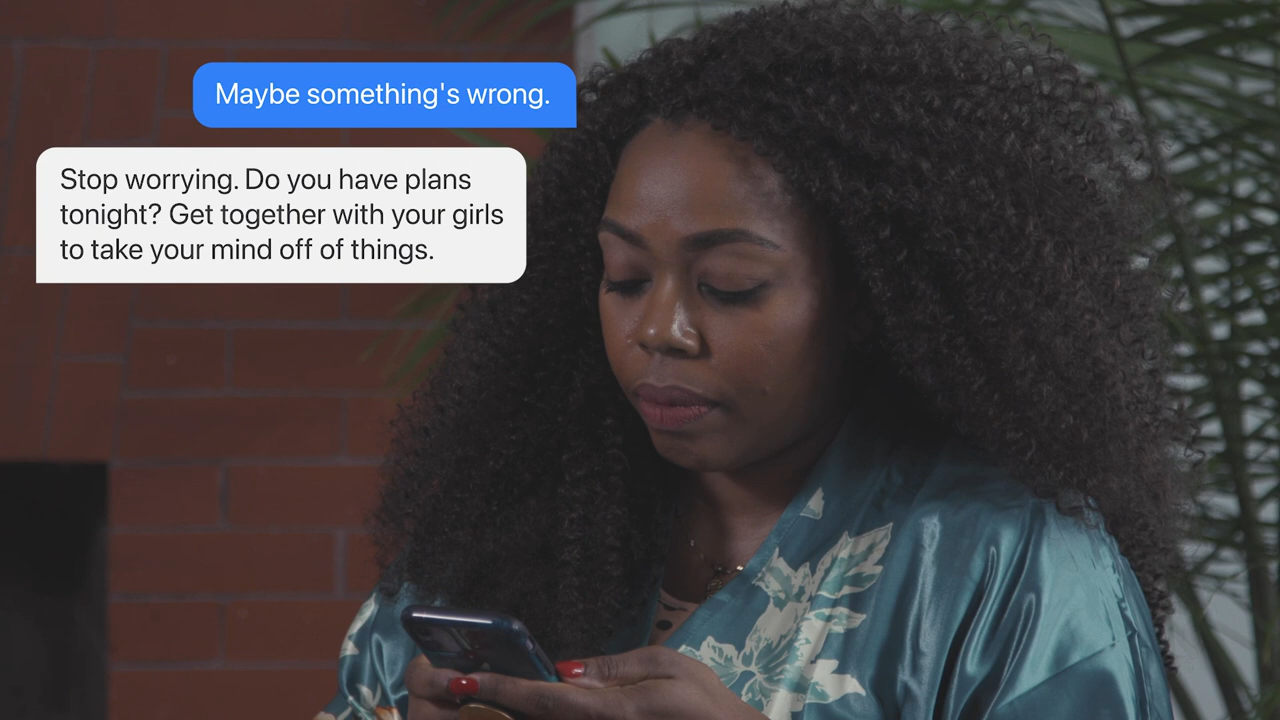 Maybe something's wrong.
Stop worrying. Do you have plans
tonight? Get together with your girls
to take your mind off of things.